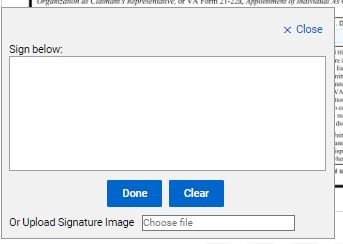 Organization as Claimant's Representative, or VA Form 21-22a, Appointment of Individual As
× Close
Sign below:
Done
Clear
Or Upload Signature Image
Choose file